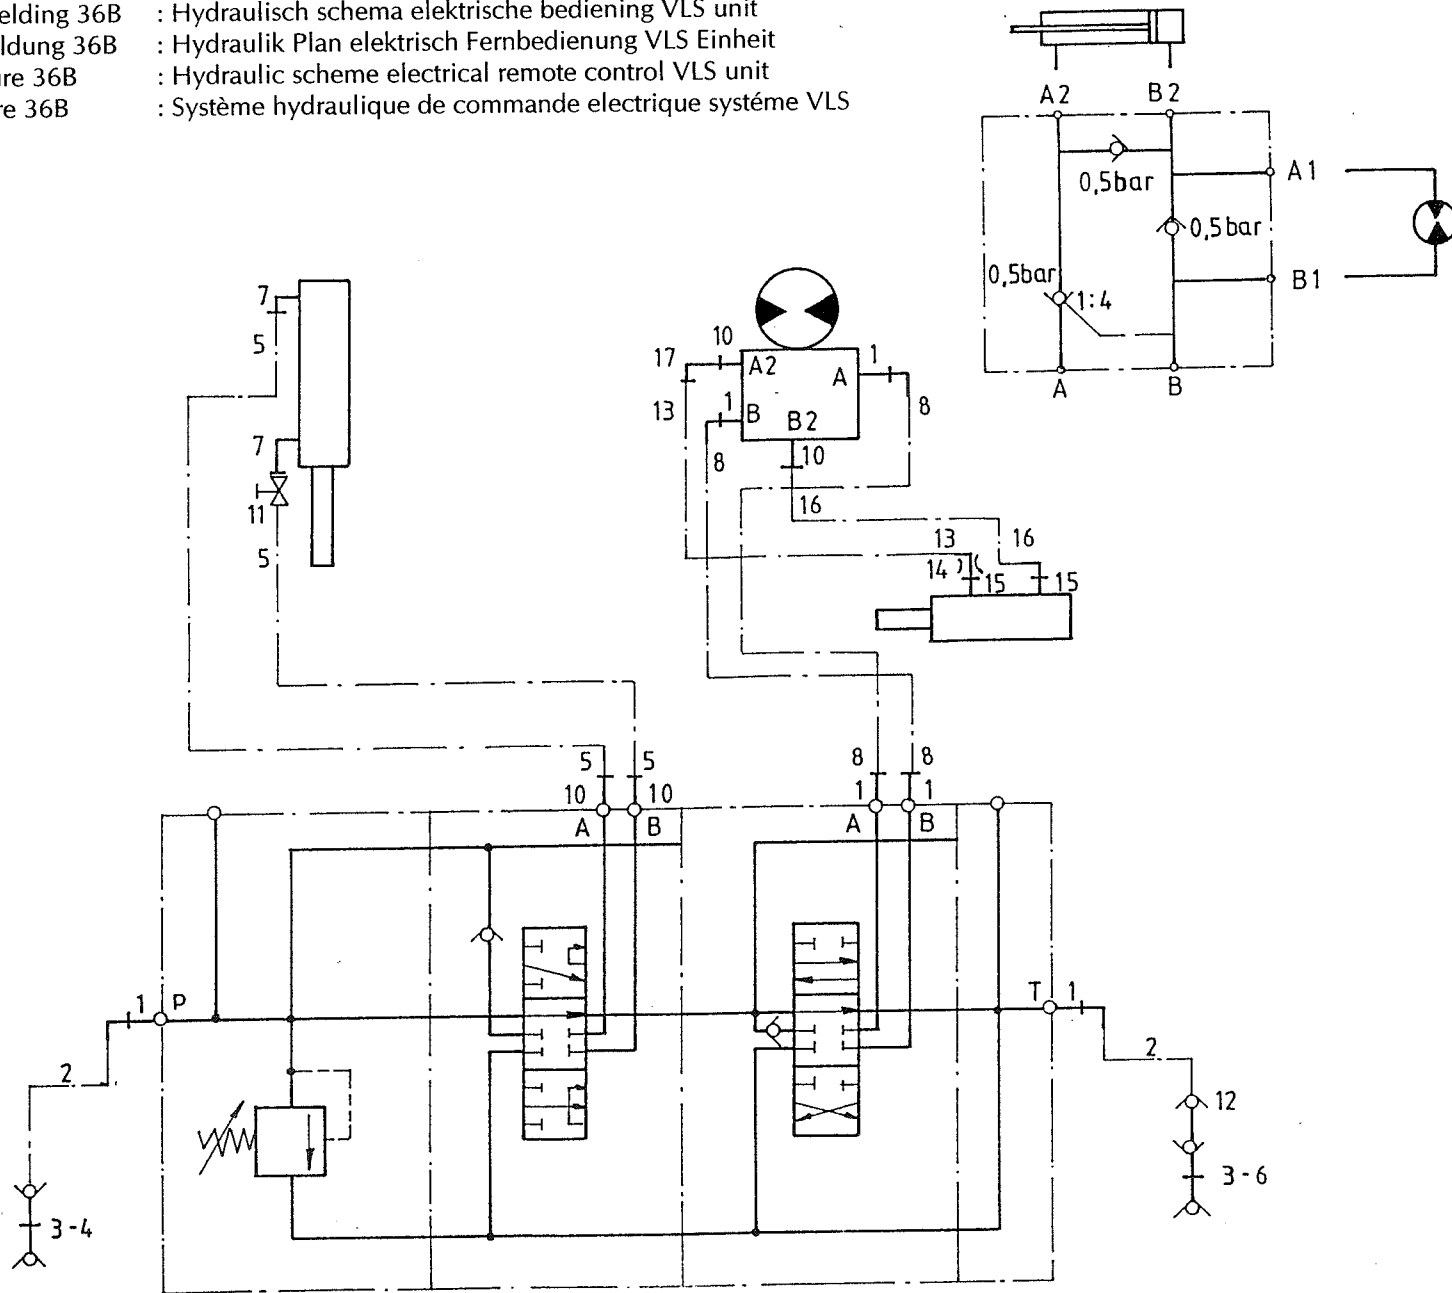 elding 36B : Hydraulisch schema elektrische bediening VLS unit
ldung 36B : Hydraulik Plan elektrisch Fernbedienung VLS Einheit
re 36B : Hydraulic scheme electrical remote control VLS unit
re 36B : Système hydraulique de commande electrique systéme VLS
A2 B2
A1
0,5bar
0,5bar
0,5bar
1:4
B1
A B
7
5
7
11
5
10
17
A2
A
1
13
1
B
B2
8
8
10
16
13
16
14
15
15
5 5
10 10
A B
8 8
1 1
A B
1 P
2
3-4
T 1
2
12
3-6